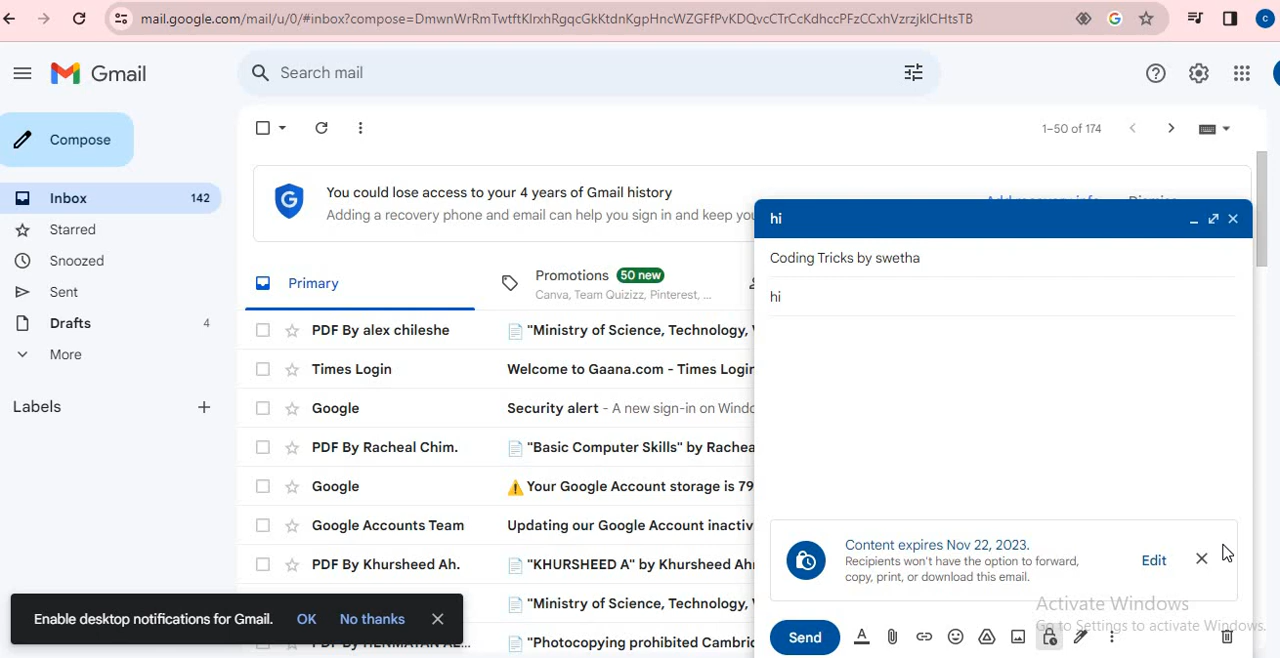 mail.google.com/mail/u/0/#inbox?compose=DmwnWrRmTwtftKlrxhRgqcGkKtdnKgpHncWZGFfPvKDQvcCTrCcKdhccPFzCCxhVzrzjklCHtsTB
C
Gmail
Search mail
Compose
1–50 of 174
Inbox 142
Starred
Snoozed
Sent
Drafts 4
More
Labels
You could lose access to your 4 years of Gmail history
Adding a recovery phone and email can help you sign in and keep you
Primary
Promotions 50 new
Canva, Team Quizizz, Pinterest, ...
PDF By alex chileshe "Ministry of Science, Technology,
Times Login Welcome to Gaana.com - Times Login
Google Security alert - A new sign-in on Windo
PDF By Racheal Chim. "Basic Computer Skills" by Rachea
Google Your Google Account storage is 79
Google Accounts Team Updating our Google Account inactiv
PDF By Khursheed Ah. "KHURSHEED A" by Khursheed Ahm
"Ministry of Science, Technology,
"Photocopying prohibited Cambric
Enable desktop notifications for Gmail. OK No thanks
hi
Coding Tricks by swetha
hi
Content expires Nov 22, 2023.
Recipients won't have the option to forward,
copy, print, or download this email.
Edit
Send
Activate Windows
Go to Settings to activate Windows.